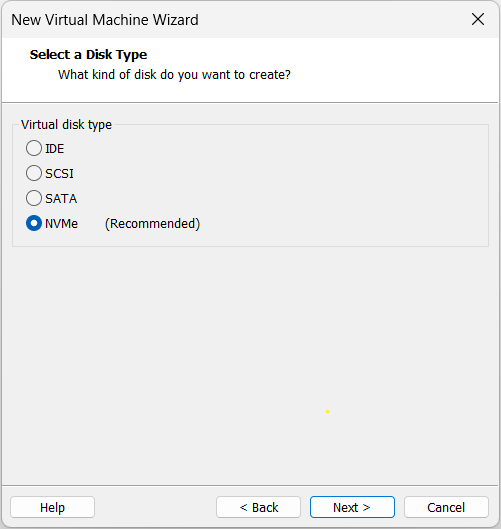 New Virtual Machine Wizard
Select a Disk Type
What kind of disk do you want to create?
Virtual disk type
IDE
SCSI
SATA
NVMe (Recommended)
Help < Back Next > Cancel